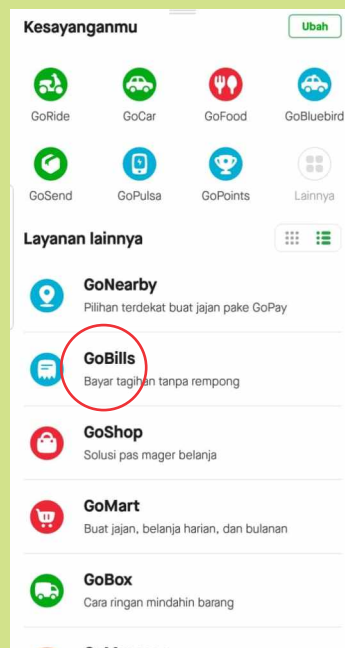 Kesayanganmu
Ubah
GoRide GoCar GoFood GoBluebird
GoSend GoPulsa GoPoints Lainnya
Layanan lainnya
GoNearby
Pilihan terdekat buat jajan pake GoPay
GoBills
Bayar tagihan tanpa rempong
GoShop
Solusi pas mager belanja
GoMart
Buat jajan, belanja harian, dan bulanan
GoBox
Cara ringan mindahin barang